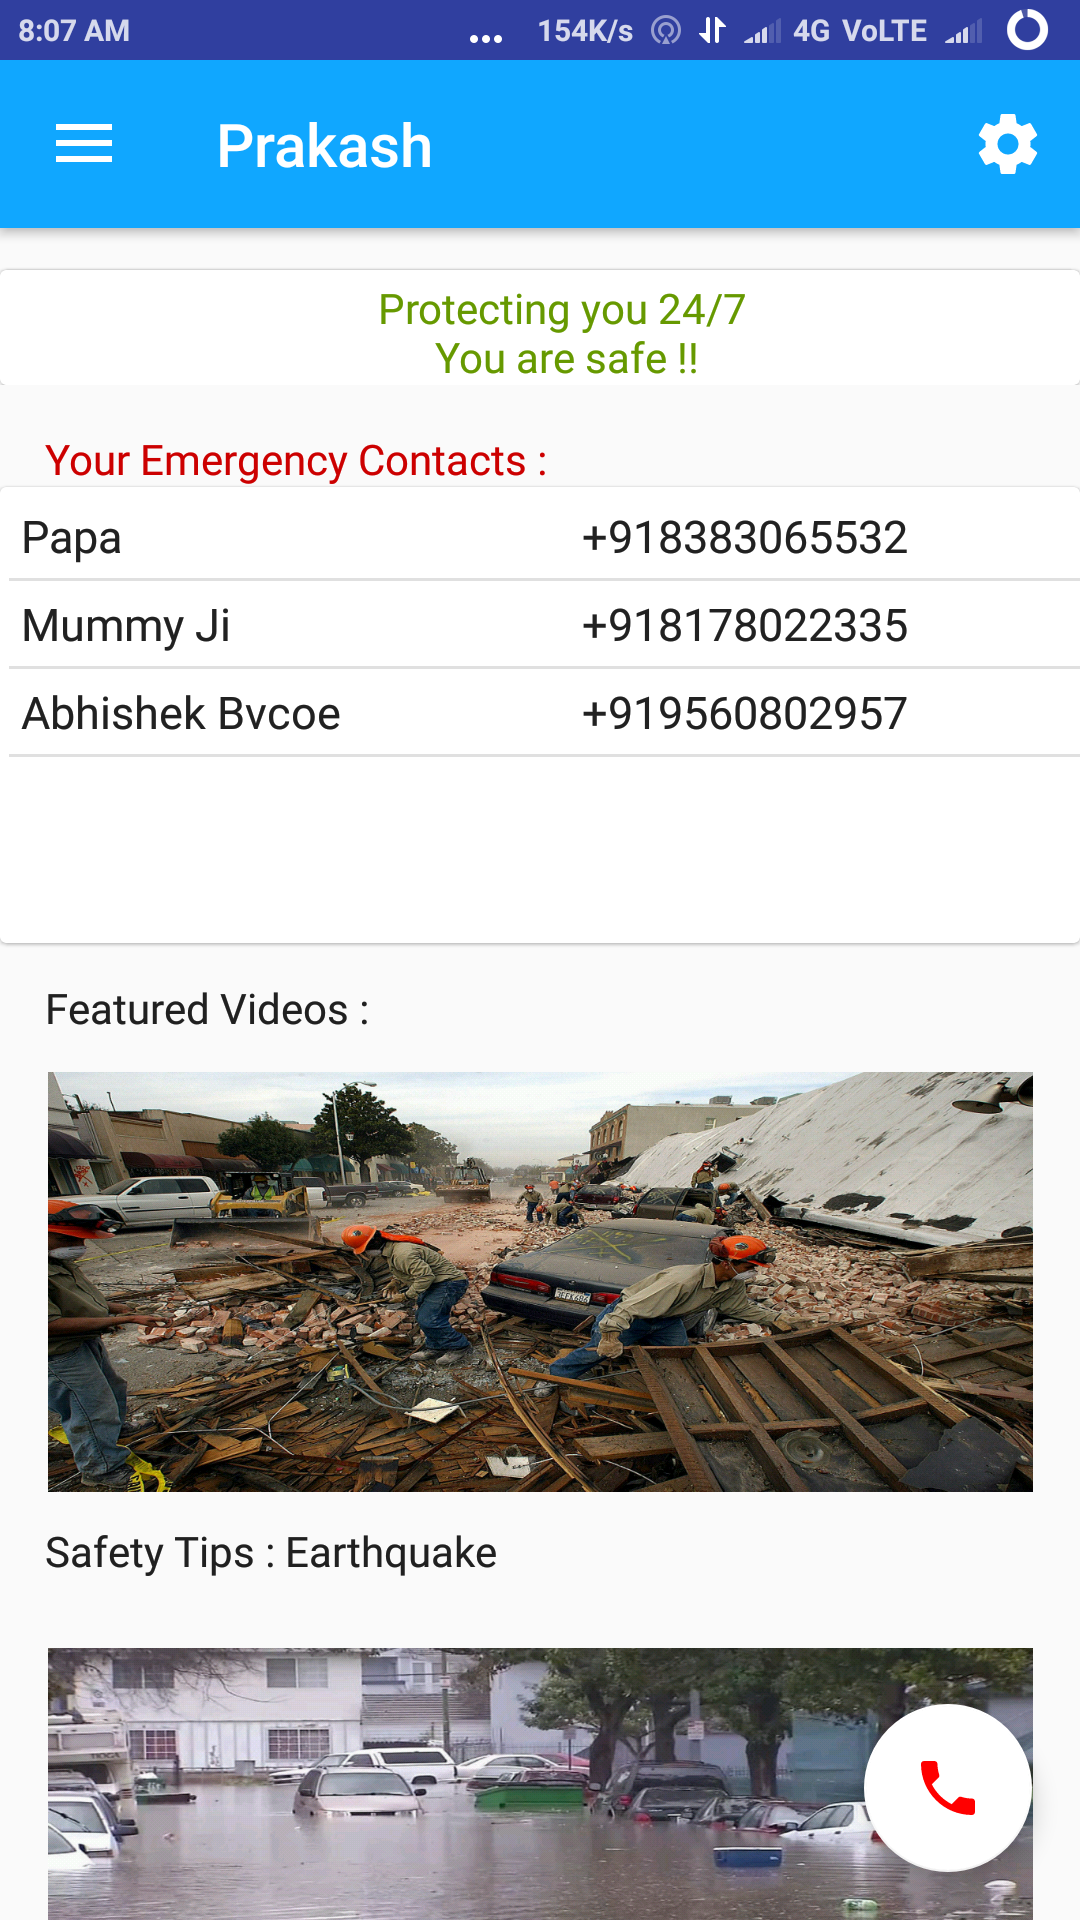 8:07 AM ... 154K/s 4G VoLTE
Prakash
Protecting you 24/7
You are safe !!
Your Emergency Contacts :
Papa +918383065532
Mummy Ji +918178022335
Abhishek Bvcoe +919560802957
Featured Videos :
Safety Tips : Earthquake